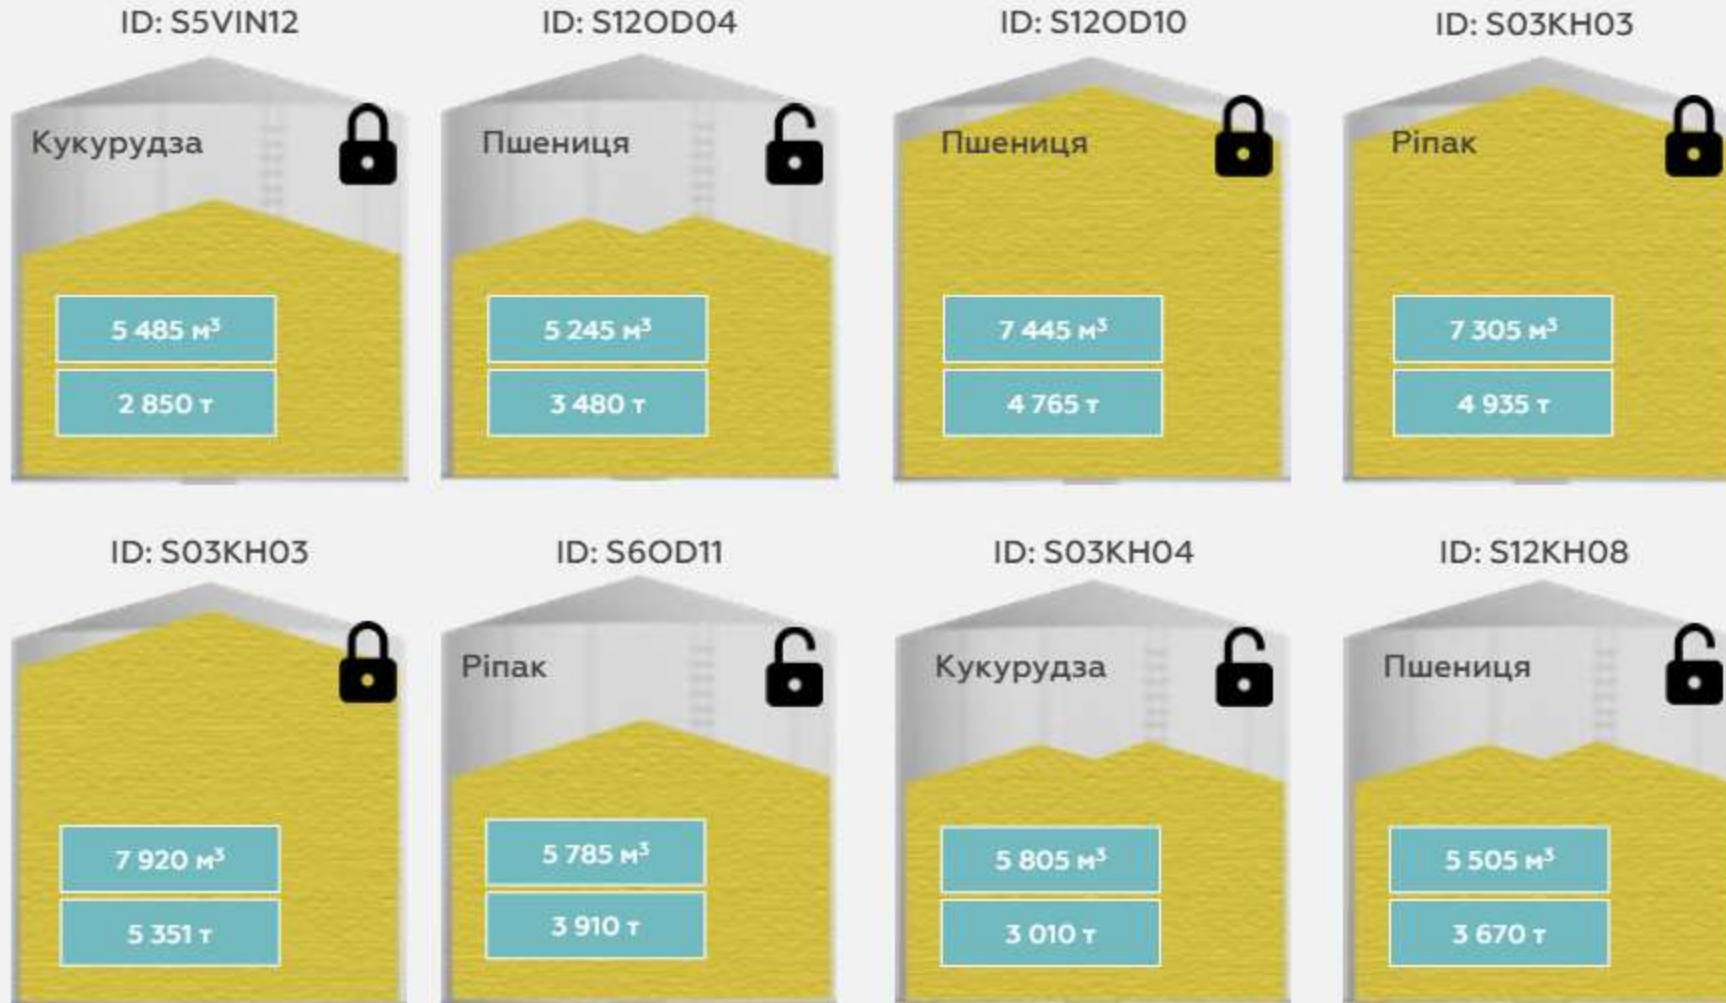 ID: S5VIN12
ID: S12OD04
ID: S12OD10
ID: S03KH03
Кукурудза
Пшениця
Пшениця
Ріпак
5 485 м³
5 245 м³
7 445 м³
7 305 м³
2 850 т
3 480 т
4 765 т
4 935 т
ID: S03KH03
ID: S6OD11
ID: S03KH04
ID: S12KH08
Ріпак
Кукурудза
Пшениця
7 920 м³
5 785 м³
5 805 м³
5 505 м³
5 351 т
3 910 т
3 010 т
3 670 т